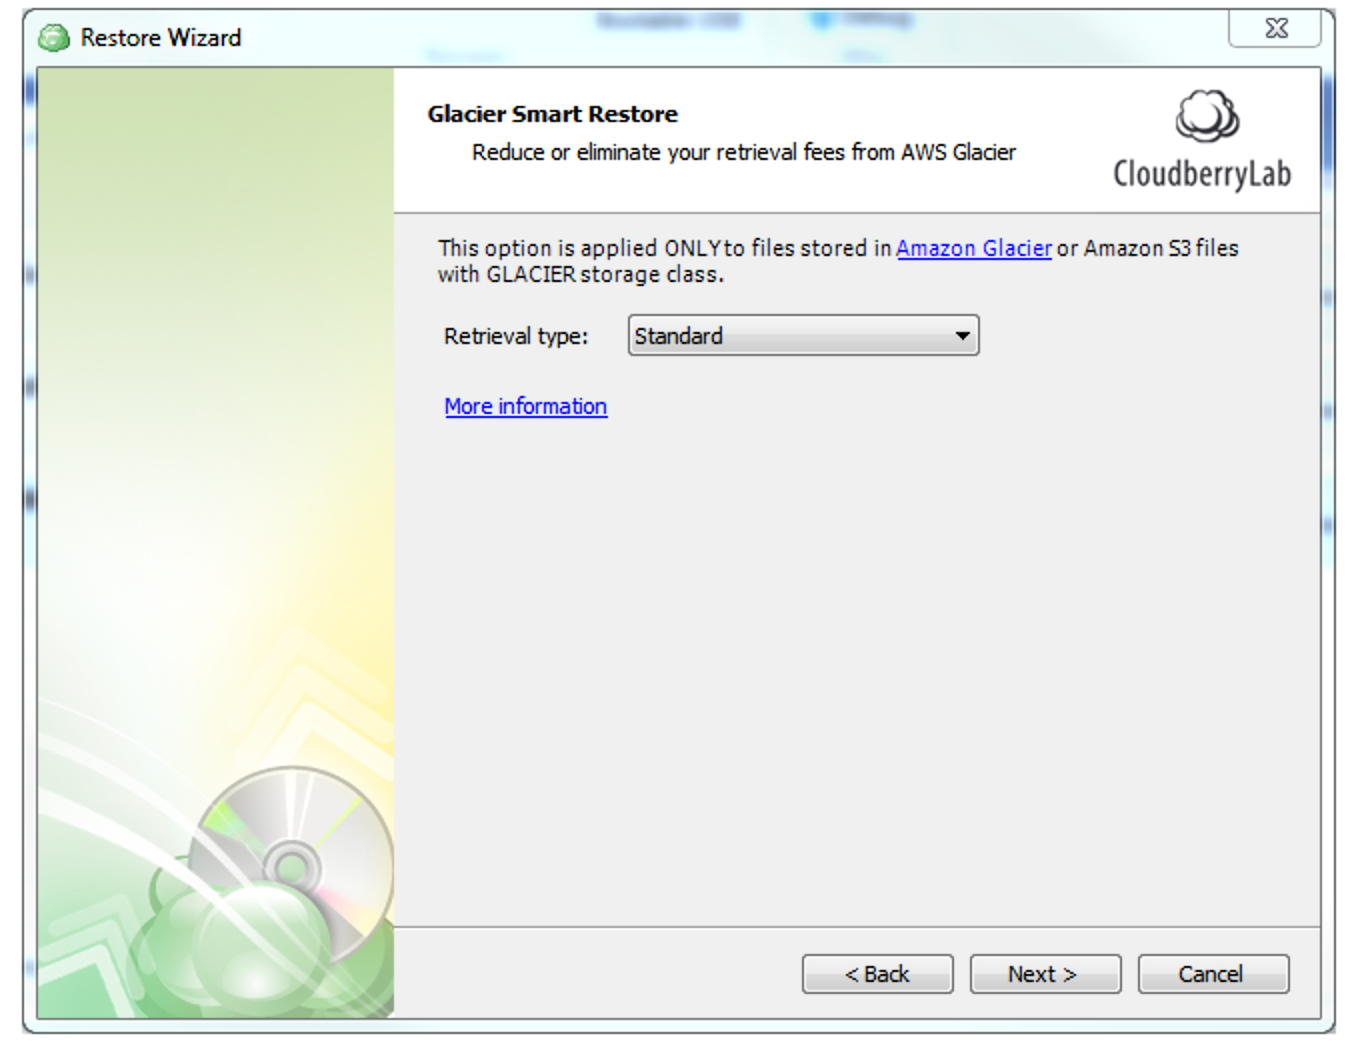 Restore Wizard
Glacier Smart Restore
Reduce or eliminate your retrieval fees from AWS Glacier
CloudberryLab
This option is applied ONLY to files stored in Amazon Glacier or Amazon S3 files
with GLACIER storage class.
Retrieval type: Standard
More information
< Back Next > Cancel